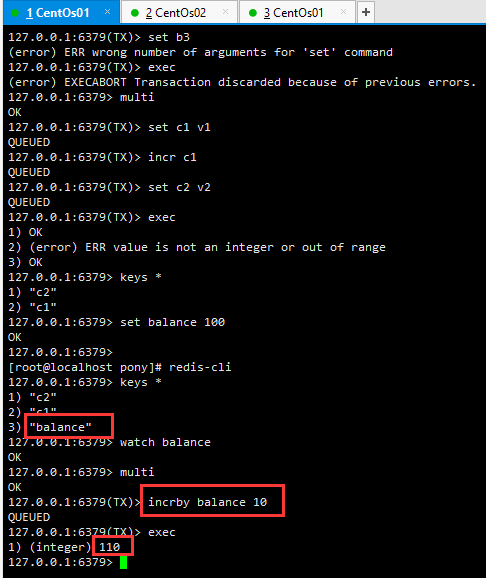 1 CentOs01 × 2 CentOs02 × 3 CentOs01 × +
127.0.0.1:6379(TX)> set b3
(error) ERR wrong number of arguments for 'set' command
127.0.0.1:6379(TX)> exec
(error) EXECABORT Transaction discarded because of previous errors.
127.0.0.1:6379> multi
OK
127.0.0.1:6379(TX)> set c1 v1
QUEUED
127.0.0.1:6379(TX)> incr c1
QUEUED
127.0.0.1:6379(TX)> set c2 v2
QUEUED
127.0.0.1:6379(TX)> exec
1) OK
2) (error) ERR value is not an integer or out of range
3) OK
127.0.0.1:6379> keys *
1) "c2"
2) "c1"
127.0.0.1:6379> set balance 100
OK
127.0.0.1:6379>
[root@localhost pony]# redis-cli
127.0.0.1:6379> keys *
1) "c2"
2) "c1"
3) "balance"
127.0.0.1:6379> watch balance
OK
127.0.0.1:6379> multi
OK
127.0.0.1:6379(TX)> incrby balance 10
QUEUED
127.0.0.1:6379(TX)> exec
1) (integer) 110
127.0.0.1:6379>